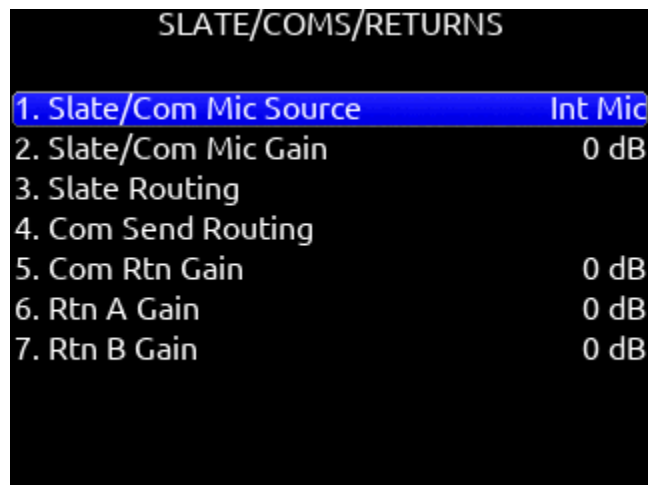 SLATE/COMS/RETURNS
1. Slate/Com Mic Source Int Mic
2. Slate/Com Mic Gain 0 dB
3. Slate Routing
4. Com Send Routing
5. Com Rtn Gain 0 dB
6. Rtn A Gain 0 dB
7. Rtn B Gain 0 dB